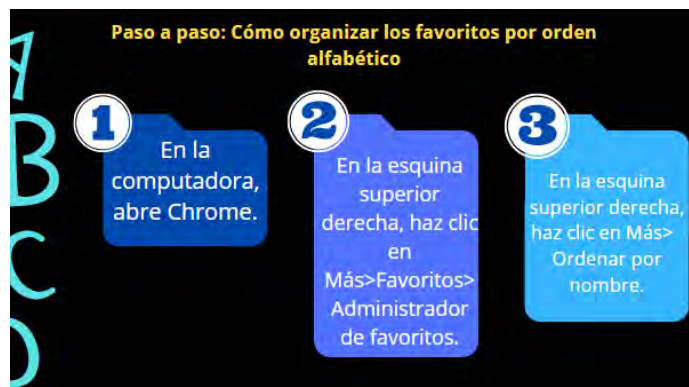 Paso a paso: Cómo organizar los favoritos por orden
alfabético
A
B
C
D
1
En la
computadora,
abre Chrome.
2
En la esquina
superior
derecha, haz clic
en
Más>Favoritos>
Administrador
de favoritos.
3
En la esquina
superior derecha,
haz clic en Más>
Ordenar por
nombre.